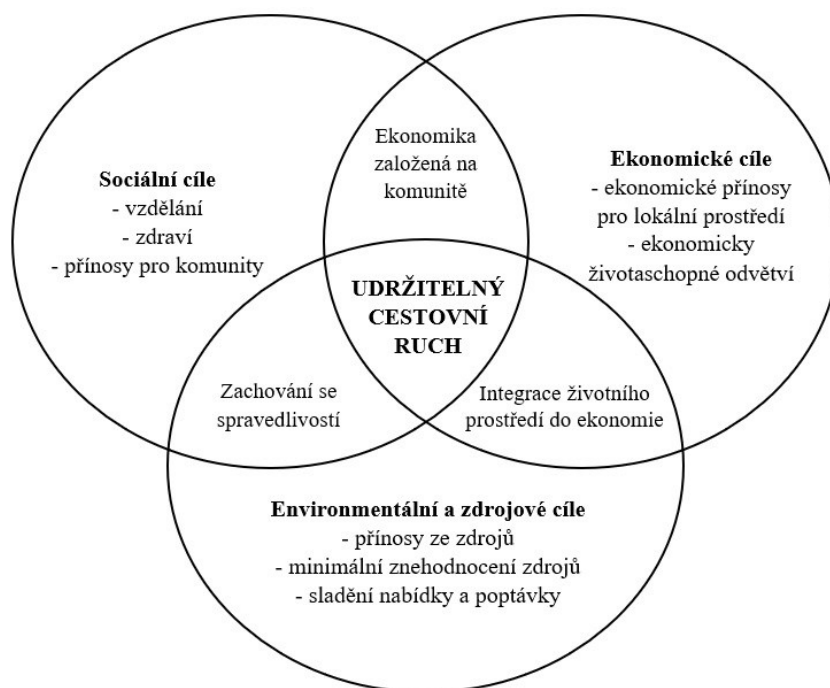 Ekonomika
založená na
komunitě
Sociální cíle
- vzdělání
- zdraví
- přínosy pro komunity
Ekonomické cíle
- ekonomické přínosy
pro lokální prostředí
- ekonomicky
životaschopné odvětví
UDRŽITELNÝ
CESTOVNÍ
RUCH
Zachování se
spravedlivostí
Integrace životního
prostředí do ekonomie
Environmentální a zdrojové cíle
- přínosy ze zdrojů
- minimální znehodnocení zdrojů
- sladění nabídky a poptávky